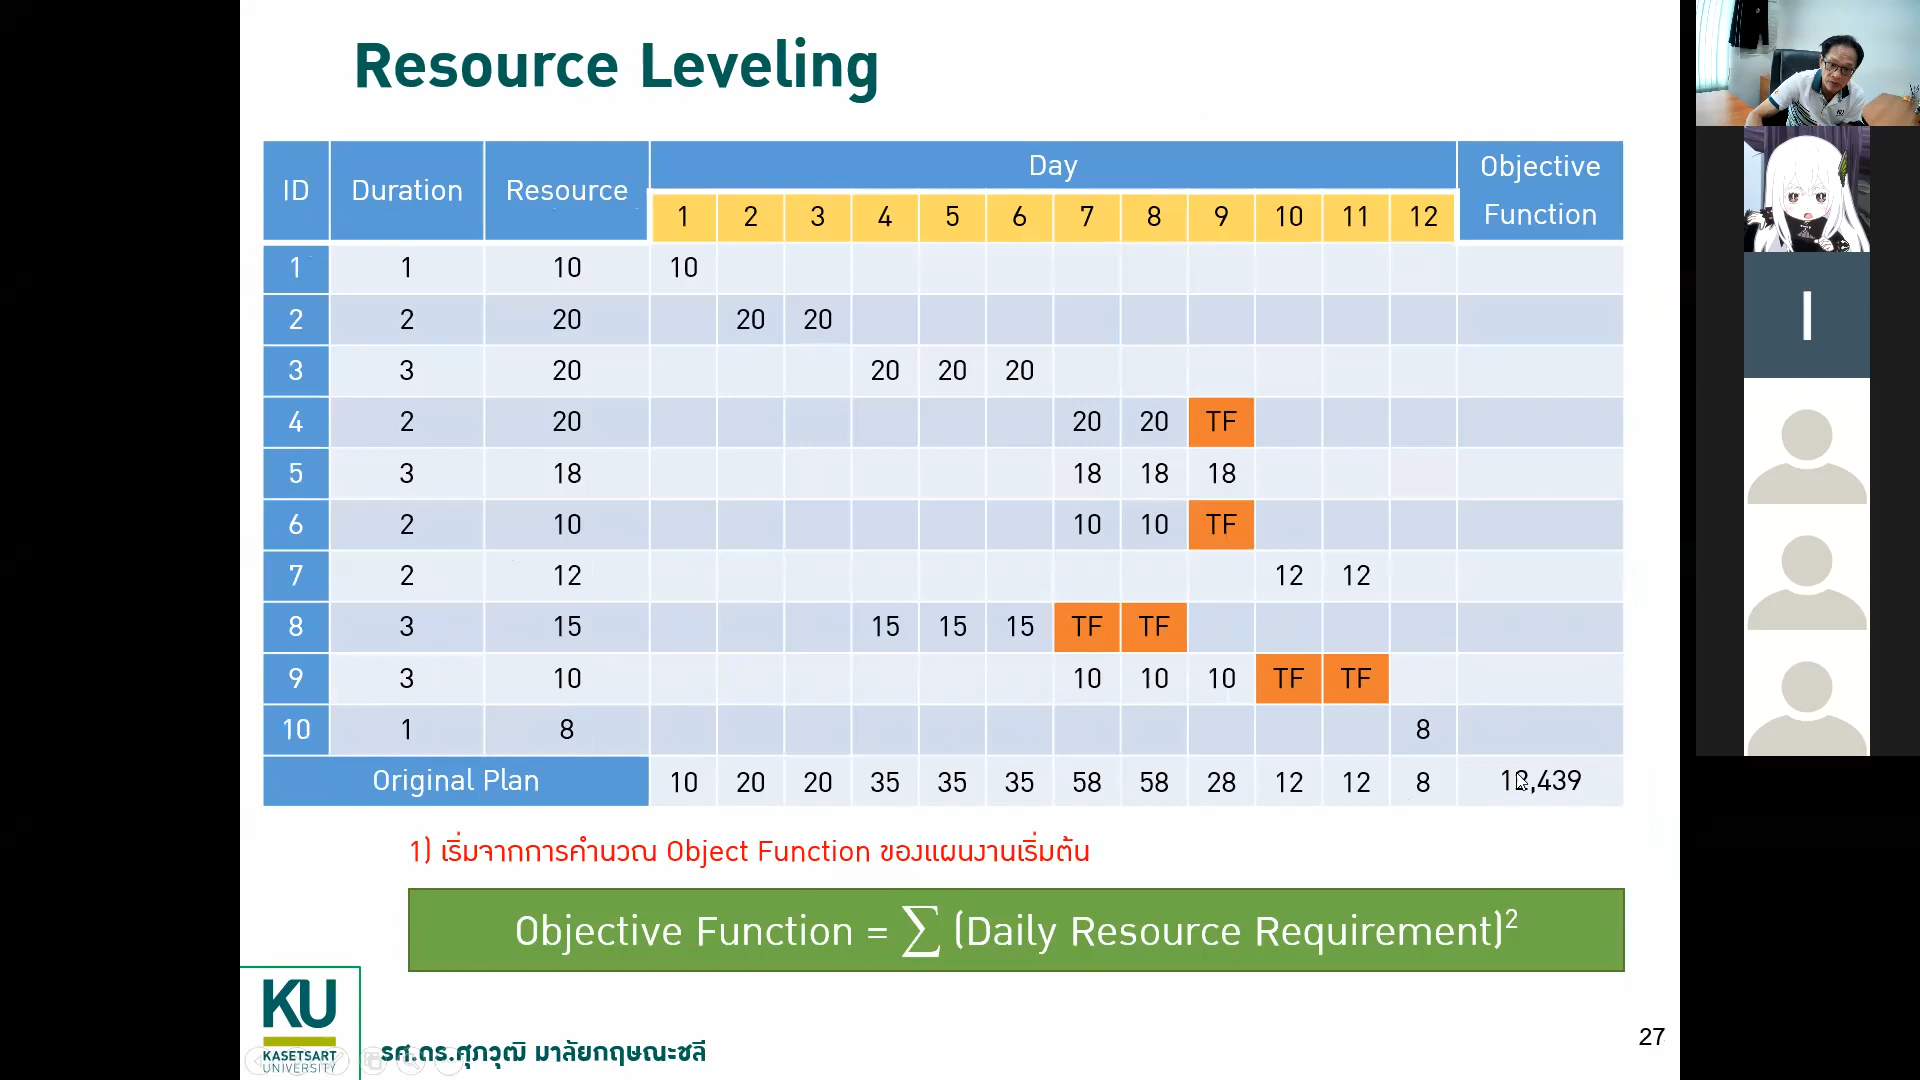 Resource Leveling
ID Duration Resource Day Objective Function
1 2 3 4 5 6 7 8 9 10 11 12
1 1 10 10
2 2 20 20 20
3 3 20 20 20 20
4 2 20 20 20 TF
5 3 18 18 18 18
6 2 10 10 10 TF
7 2 12 12 12
8 3 15 15 15 15 TF TF
9 3 10 10 10 10 TF TF
10 1 8 8
Original Plan 10 20 20 35 35 35 58 58 28 12 12 8
1) เริ่มจากการคำนวณ Object Function ของแผนงานเริ่มต้น
Objective Function = ∑ (Daily Resource Requirement)²
KU
KASETSART
UNIVERSITY
รศ.ดร.ศุภวุฒิ มาลัยกฤษณะชลี
27
I
KU